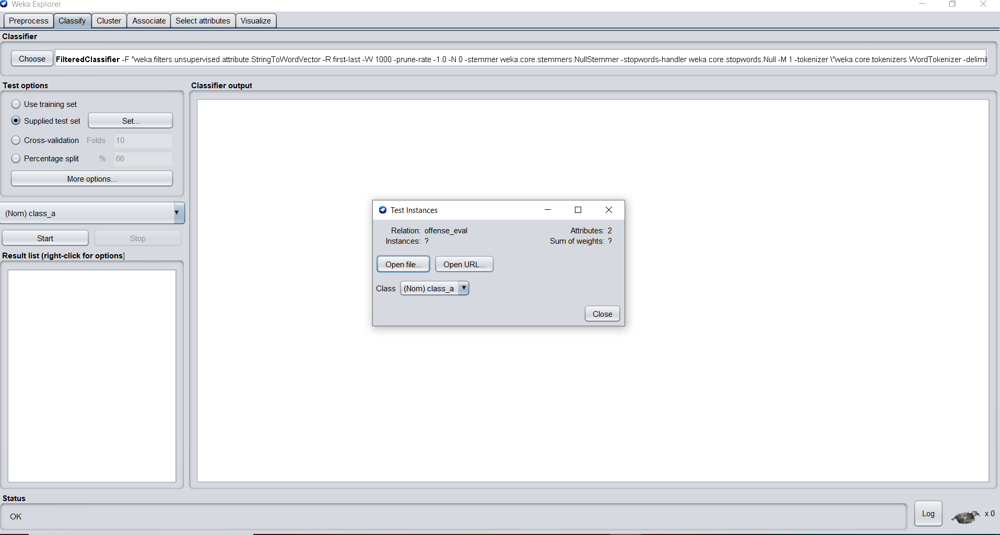 Weka Explorer
Preprocess Classify Cluster Associate Select attributes Visualize
Classifier
Choose FilteredClassifier -F "weka.filters.unsupervised.attribute.StringToWordVector -R first-last -W 1000 -prune-rate -1.0 -N 0 -stemmer weka.core.stemmers.NullStemmer -stopwords-handler weka.core.stopwords.Null -M 1 -tokenizer \"weka.core.tokenizers.WordTokenizer -delimi
Test options
Use training set
Supplied test set Set...
Cross-validation Folds 10
Percentage split % 66
More options...
(Nom) class_a
Start Stop
Result list (right-click for options)
Classifier output
Test Instances
Relation: offense_eval Attributes: 2
Instances: ? Sum of weights: ?
Open file... Open URL...
Class (Nom) class_a
Close
Status
OK
Log x 0